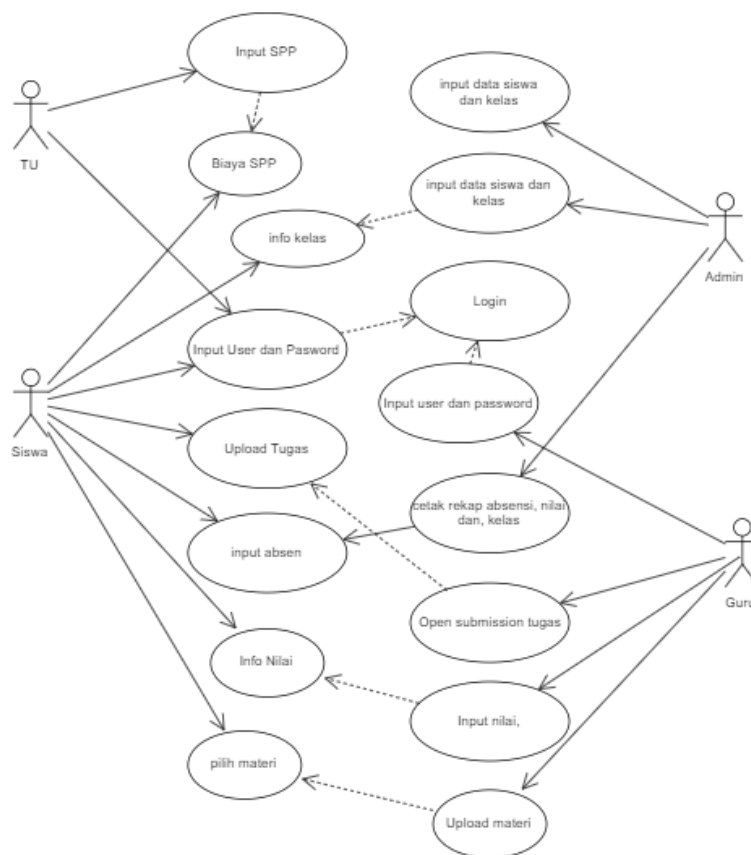 Input SPP
input data siswa
dan kelas
TU
Biaya SPP
input data siswa dan
kelas
info kelas
Admin
Login
Input User dan Pasword
Input user dan password
Siswa
Upload Tugas
cetak rekap absensi, nilai
dan, kelas
input absen
Guru
Open submission tugas
Info Nilai
Input nilai,
pilih materi
Upload materi